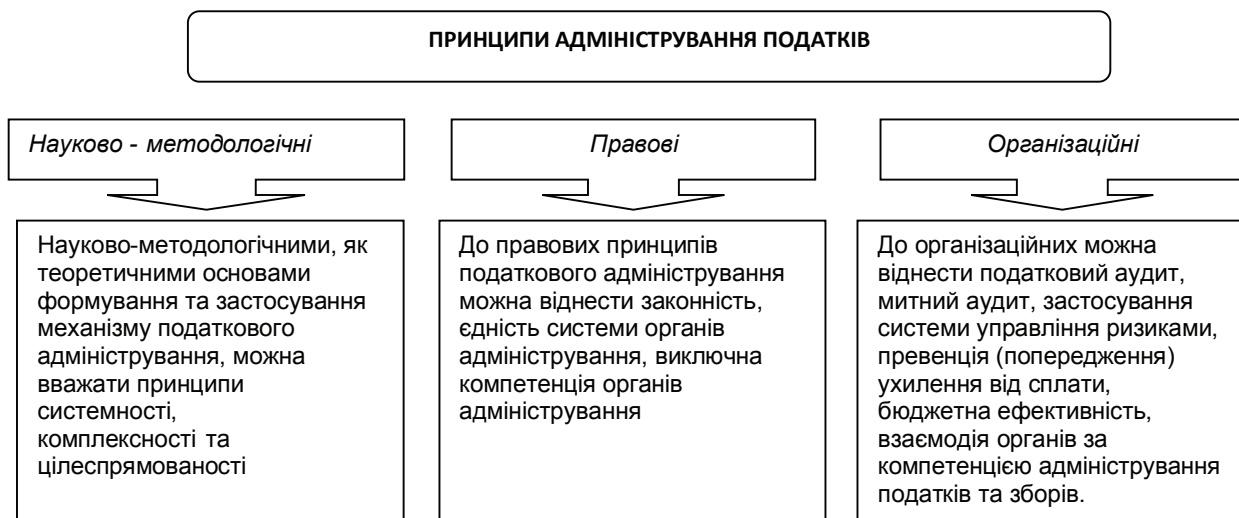 ПРИНЦИПИ АДМІНІСТРУВАННЯ ПОДАТКІВ
Науково - методологічні
Правові
Організаційні
Науково-методологічними, як
теоретичними основами
формування та застосування
механізму податкового
адміністрування, можна
вважати принципи
системності,
комплексності та
цілеспрямованості
До правових принципів
податкового адміністрування
можна віднести законність,
єдність системи органів
адміністрування, виключна
компетенція органів
адміністрування
До організаційних можна
віднести податковий аудит,
митний аудит, застосування
системи управління ризиками,
превенція (попередження)
ухилення від сплати,
бюджетна ефективність,
взаємодія органів за
компетенцією адміністрування
податків та зборів.